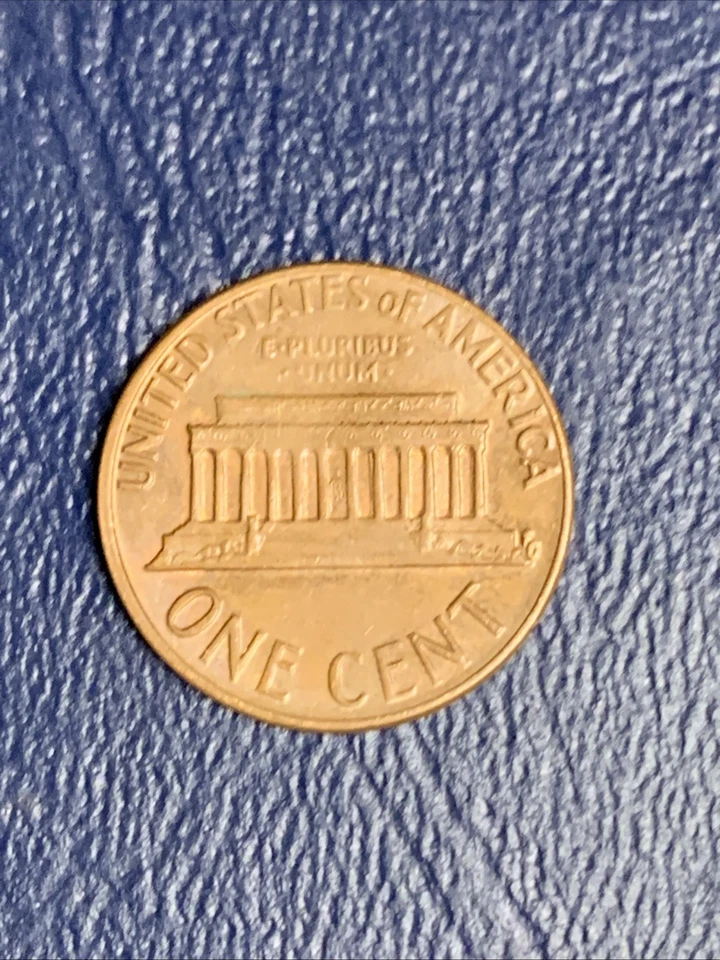 UNITED STATES OF AMERICA
E·PLURIBUS
·UNUM·
ONE CENT